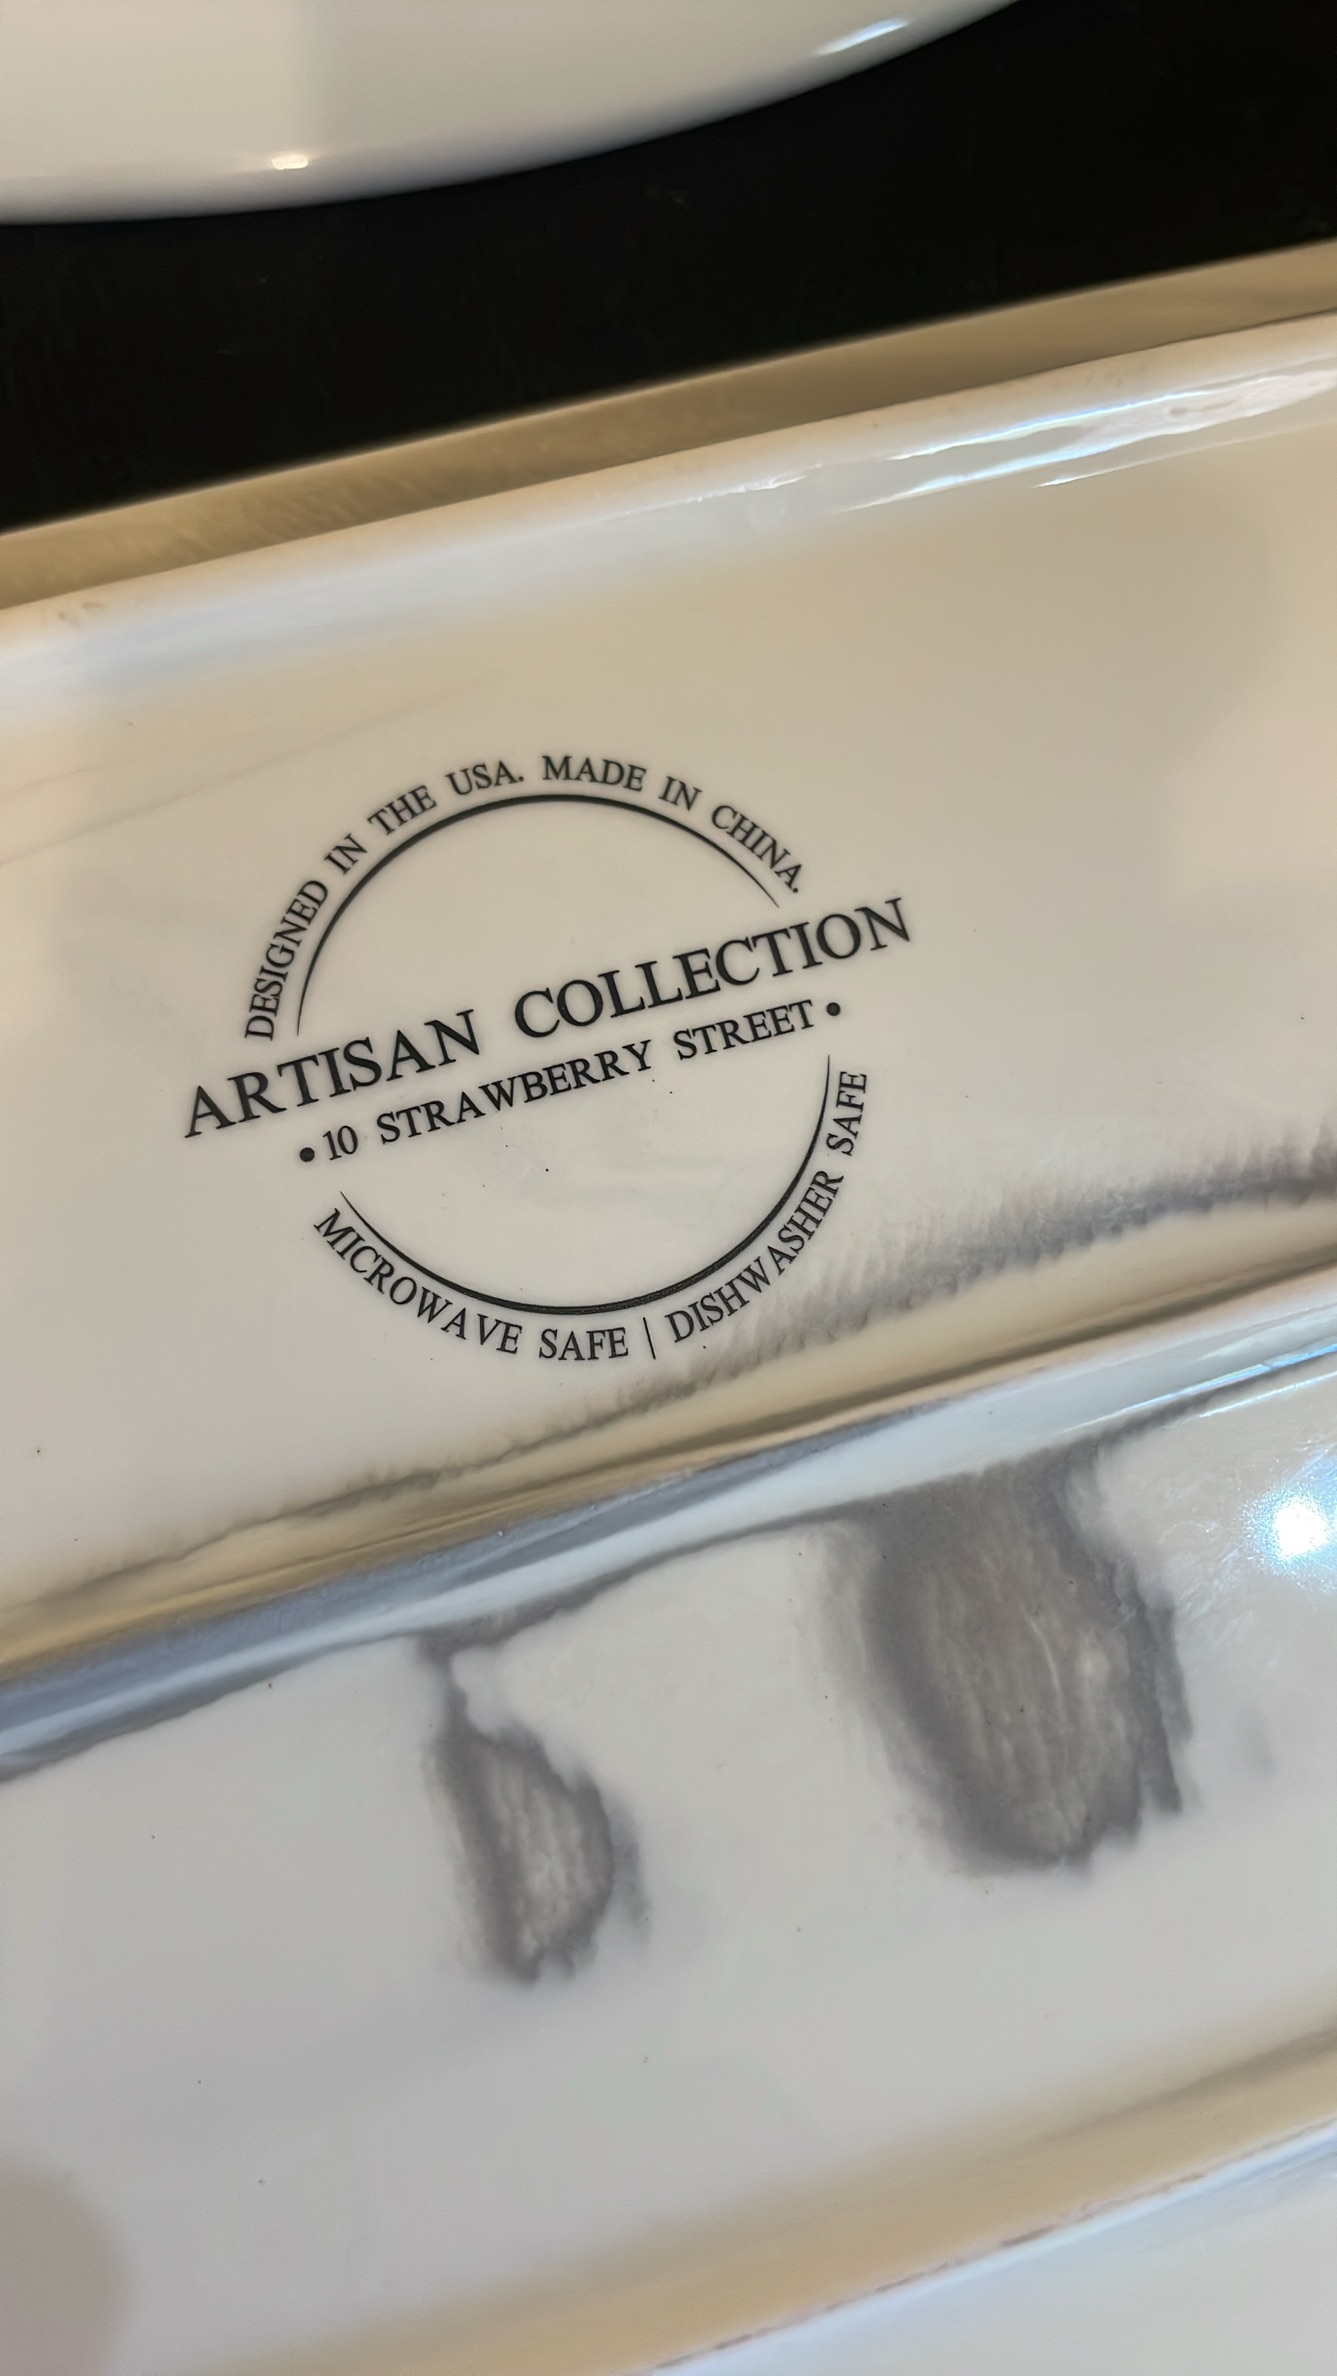 DESIGNED IN THE USA. MADE IN CHINA.
ARTISAN COLLECTION
• 10 STRAWBERRY STREET •
MICROWAVE SAFE | DISHWASHER SAFE